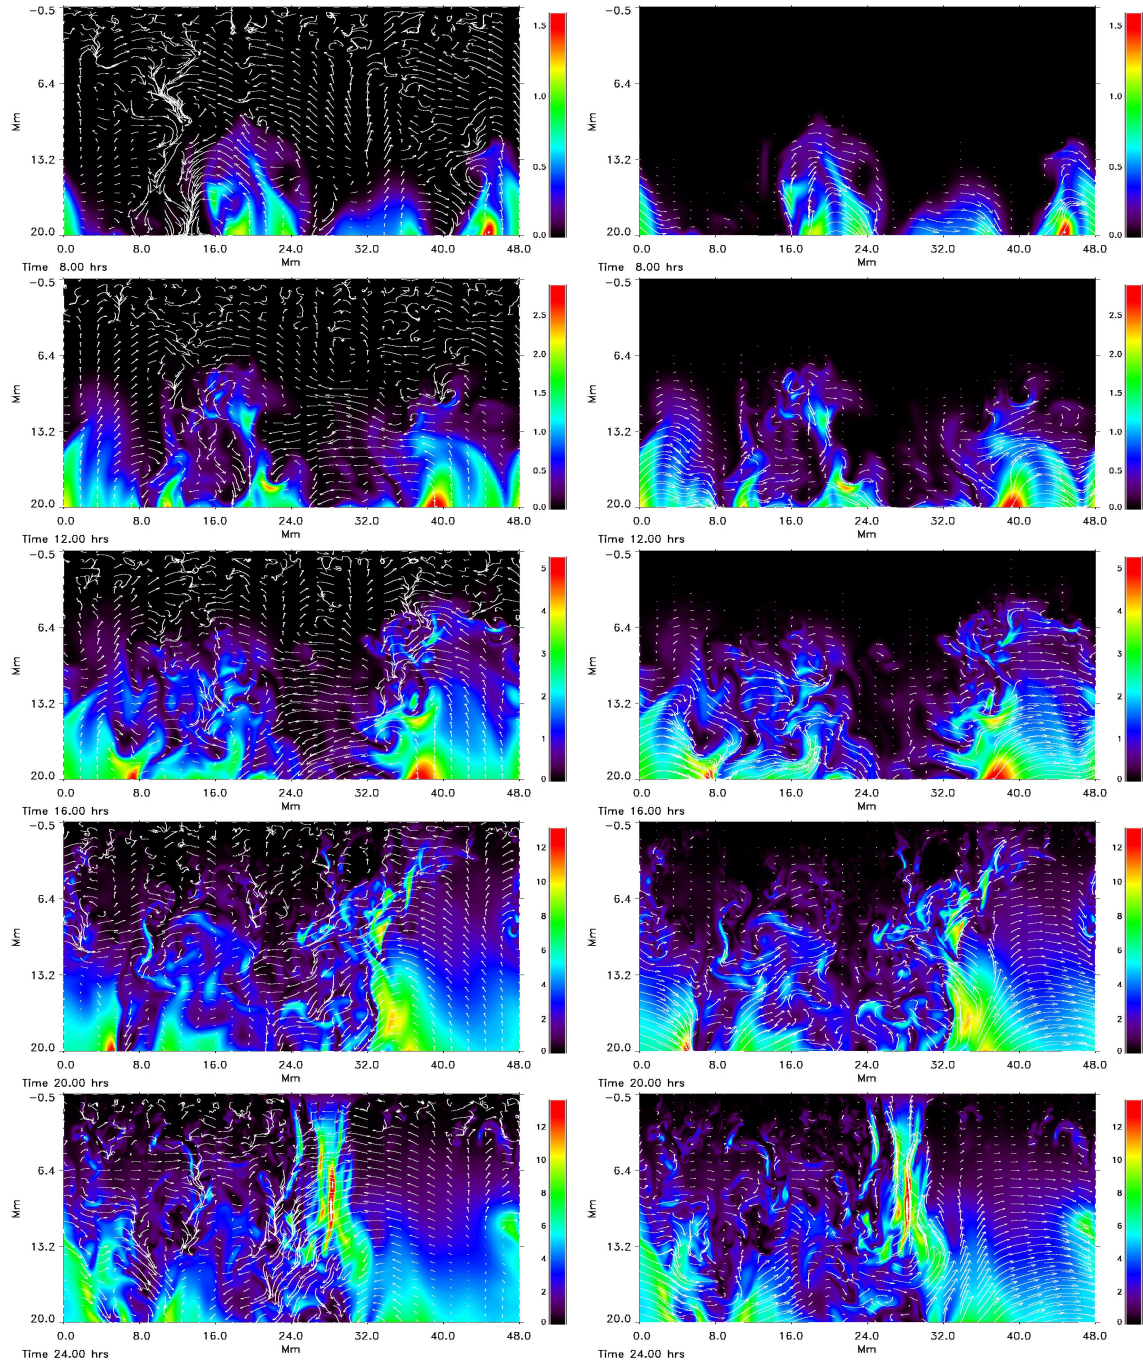 -0.5 1.5 -0.5 1.5
6.4 1.0 6.4 1.0
Mm Mm
13.2 0.5 13.2 0.5
20.0 0.0 20.0 0.0
0.0 8.0 16.0 24.0 32.0 40.0 48.0 0.0 8.0 16.0 24.0 32.0 40.0 48.0
Mm Mm
Time 8.00 hrs Time 8.00 hrs
-0.5 2.5 -0.5 2.5
2.0 2.0
6.4 6.4
Mm 1.5 Mm 1.5
13.2 1.0 13.2 1.0
0.5 0.5
20.0 0.0 20.0 0.0
0.0 8.0 16.0 24.0 32.0 40.0 48.0 0.0 8.0 16.0 24.0 32.0 40.0 48.0
Mm Mm
Time 12.00 hrs Time 12.00 hrs
-0.5 5 -0.5 5
4 4
6.4 6.4
Mm 3 Mm 3
13.2 2 13.2 2
1 1
20.0 0 20.0 0
0.0 8.0 16.0 24.0 32.0 40.0 48.0 0.0 8.0 16.0 24.0 32.0 40.0 48.0
Mm Mm
Time 16.00 hrs Time 16.00 hrs
-0.5 12 -0.5 12
10 10
6.4 8 6.4 8
Mm Mm
6 6
13.2 4 13.2 4
2 2
20.0 0 20.0 0
0.0 8.0 16.0 24.0 32.0 40.0 48.0 0.0 8.0 16.0 24.0 32.0 40.0 48.0
Mm Mm
Time 20.00 hrs Time 20.00 hrs
-0.5 12 -0.5 12
10 10
6.4 8 6.4 8
Mm Mm
6 6
13.2 4 13.2 4
2 2
20.0 0 20.0 0
0.0 8.0 16.0 24.0 32.0 40.0 48.0 0.0 8.0 16.0 24.0 32.0 40.0 48.0
Mm Mm
Time 24.00 hrs Time 24.00 hrs